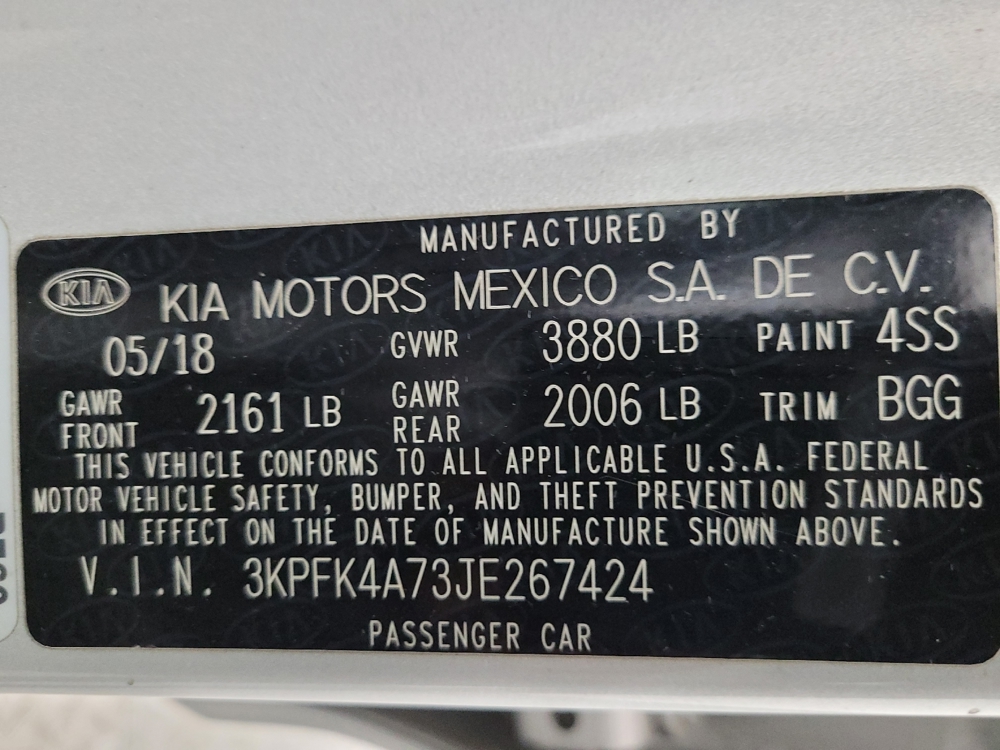 MANUFACTURED BY
KIA KIA MOTORS MEXICO S.A. DE C.V.
05/18 GVWR 3880 LB PAINT 4SS
GAWR FRONT 2161 LB GAWR REAR 2006 LB TRIM BGG
THIS VEHICLE CONFORMS TO ALL APPLICABLE U.S.A. FEDERAL
MOTOR VEHICLE SAFETY, BUMPER, AND THEFT PREVENTION STANDARDS
IN EFFECT ON THE DATE OF MANUFACTURE SHOWN ABOVE.
V.I.N. 3KPFK4A73JE267424
PASSENGER CAR